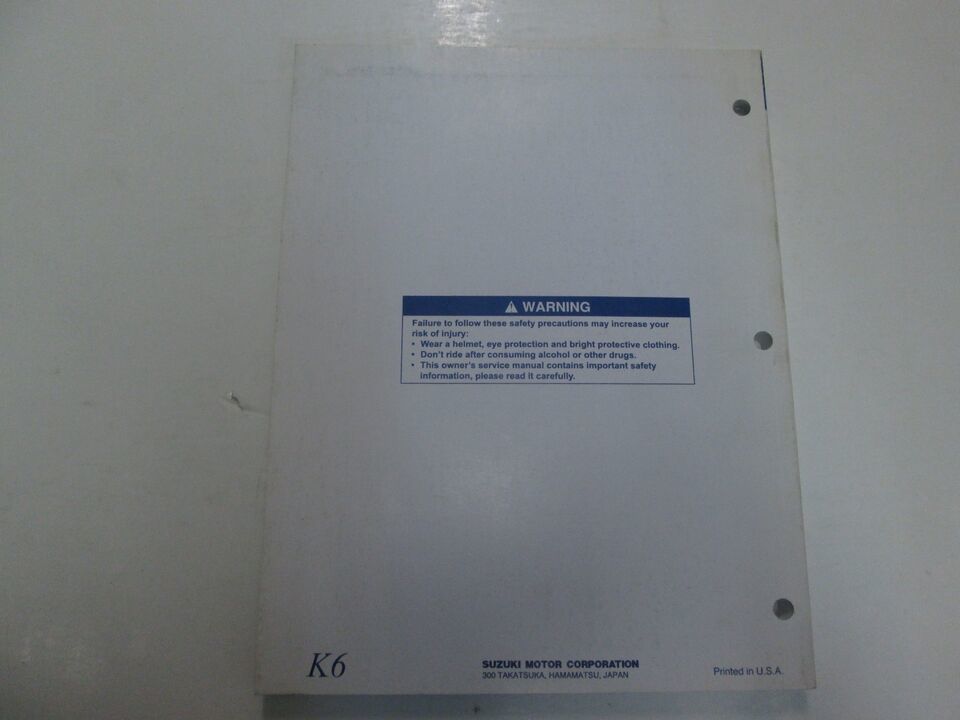 WARNING
Failure to follow these safety precautions may increase your
risk of injury:
• Wear a helmet, eye protection and bright protective clothing.
• Don't ride after consuming alcohol or other drugs.
• This owner's service manual contains important safety
information, please read it carefully.
K6
SUZUKI MOTOR CORPORATION
300 TAKATSUKA, HAMAMATSU, JAPAN
Printed in U.S.A.